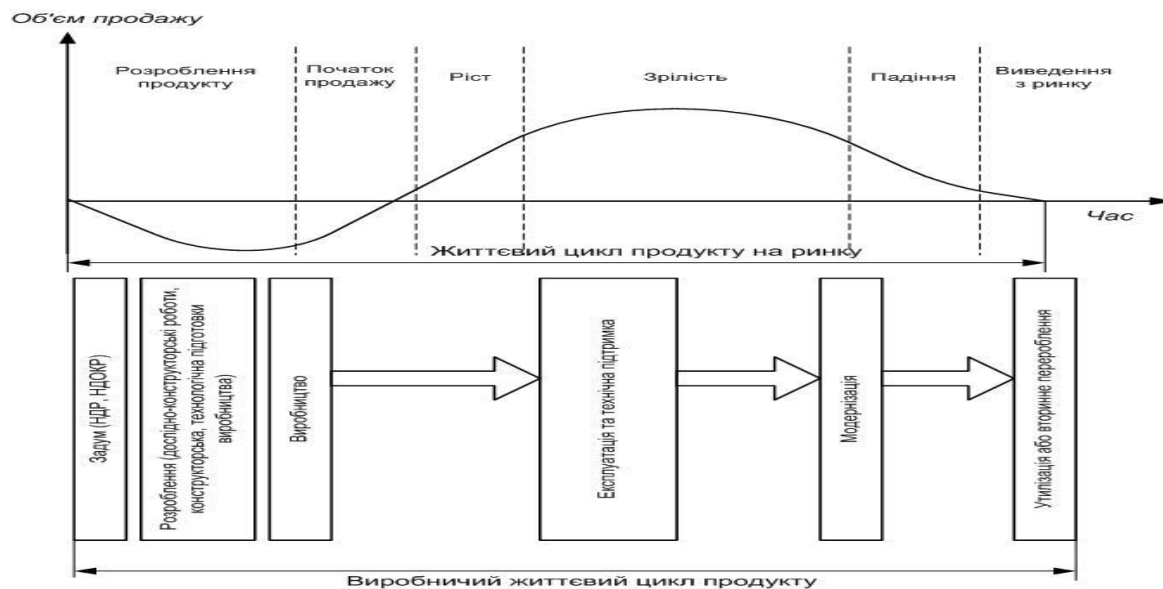 Об'єм продажу
Розроблення
продукту
Початок
продажу
Ріст
Зрілість
Падіння
Виведення
з ринку
Час
Життєвий цикл продукту на ринку
Задум (НДР, НДОКР)
Розроблення (дослідно-конструкторські роботи,
конструкторська, технологічна підготовки
виробництва)
Виробництво
Експлуатація та технічна підтримка
Модернізація
Утилізація або вторинне перероблення
Виробничий життєвий цикл продукту